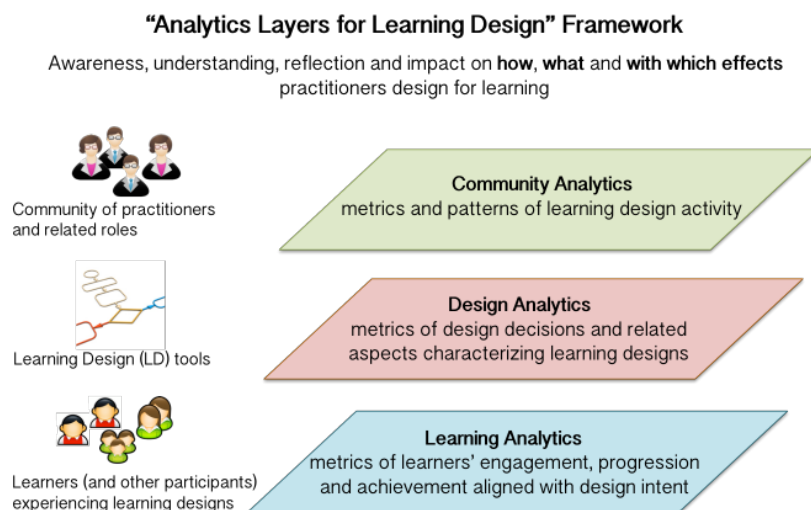 “Analytics Layers for Learning Design” Framework
Awareness, understanding, reflection and impact on how, what and with which effects
practitioners design for learning
Community of practitioners
and related roles
Community Analytics
metrics and patterns of learning design activity
Learning Design (LD) tools
Design Analytics
metrics of design decisions and related
aspects characterizing learning designs
Learners (and other participants)
experiencing learning designs
Learning Analytics
metrics of learners’ engagement, progression
and achievement aligned with design intent